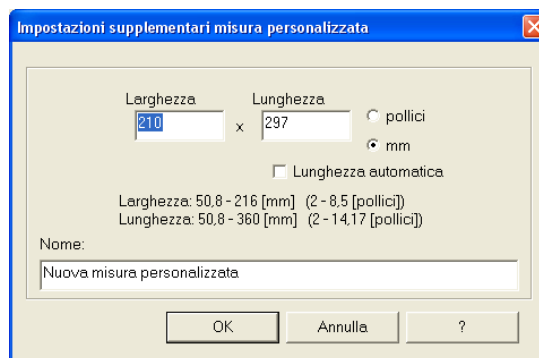 Impostazioni supplementari misura personalizzata
Larghezza Lunghezza
210 x 297
pollici
mm
Lunghezza automatica
Larghezza: 50,8 - 216 [mm] (2 - 8,5 [pollici])
Lunghezza: 50,8 - 360 [mm] (2 - 14,17 [pollici])
Nome:
Nuova misura personalizzata
OK Annulla ?